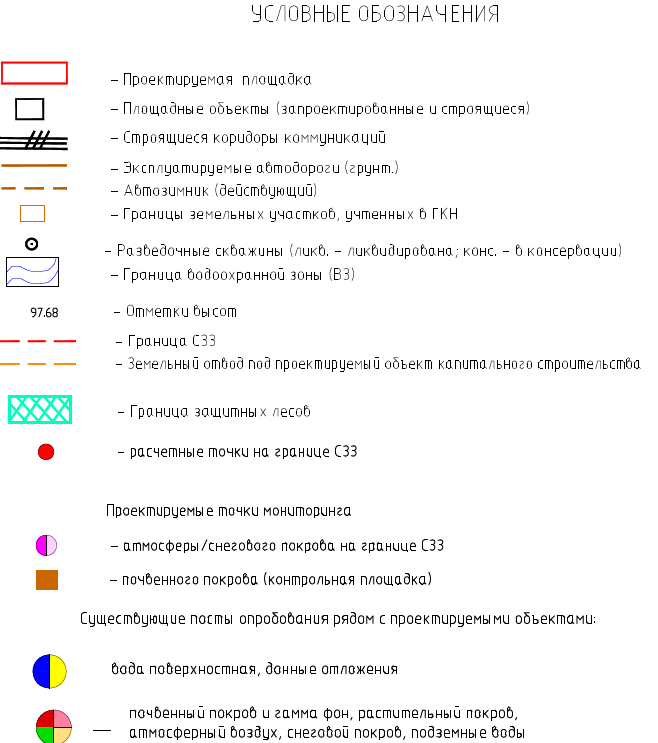 УСЛОВНЫЕ ОБОЗНАЧЕНИЯ
– Проектируемая площадка
– Площадные объекты (запроектированные и строящиеся)
– Строящиеся коридоры коммуникаций
– Эксплуатируемые автодороги (грунт.)
– Автозимник (действующий)
– Границы земельных участков, учтенных в ГКН
– Разведочные скважины (ликв. – ликвидирована; конс. – в консервации)
– Граница водоохранной зоны (ВЗ)
97.68 – Отметки высот
– Граница СЗЗ
– Земельный отвод под проектируемый объект капитального строительства
– Граница защитных лесов
– расчетные точки на границе СЗЗ
Проектируемые точки мониторинга
– атмосферы/снегового покрова на границе СЗЗ
– почвенного покрова (контрольная площадка)
Существующие посты опробования рядом с проектируемыми объектами:
вода поверхностная, донные отложения
— почвенный покров и гамма фон, растительный покров,
атмосферный воздух, снеговой покров, подземные воды